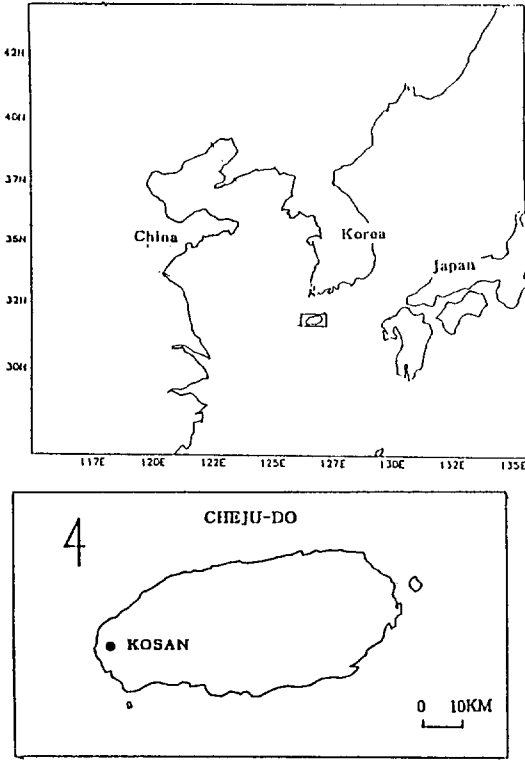 42N
40N
37N
35N
32N
30N
China
Korea
Japan
117E 120E 122E 125E 127E 130E 132E 135E
CHEJU-DO
KOSAN
0 10KM